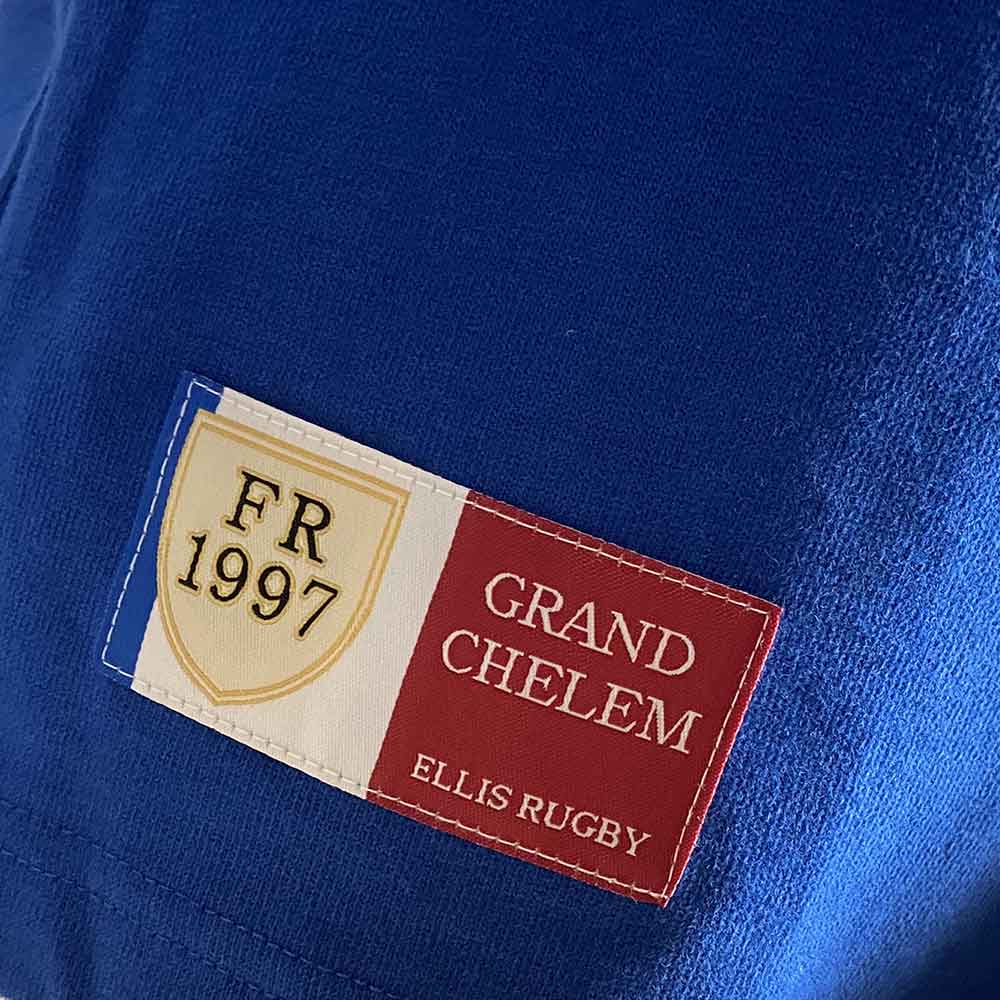 FR
1997
GRAND
CHELEM
ELLIS RUGBY